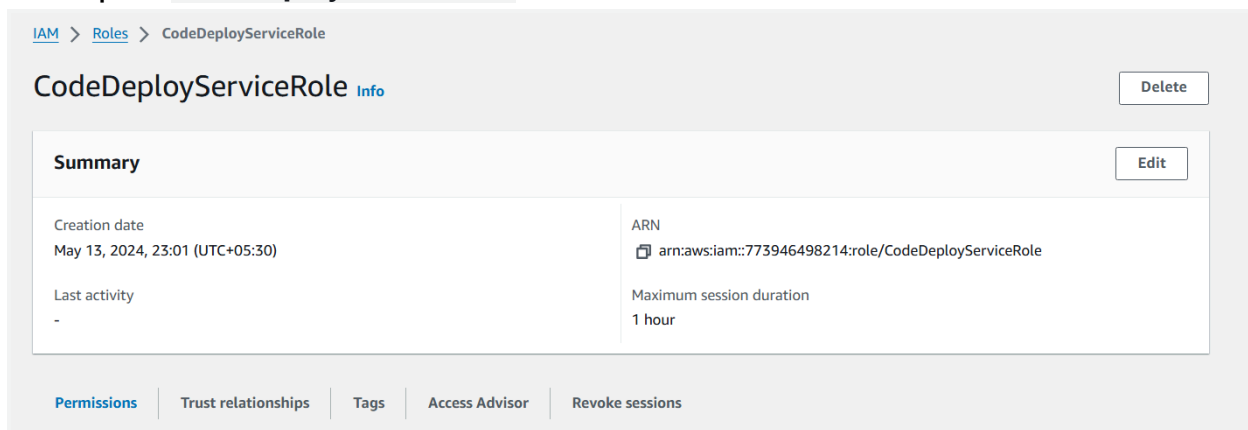 IAM > Roles > CodeDeployServiceRole
CodeDeployServiceRole Info
Delete
Summary
Edit
Creation date
May 13, 2024, 23:01 (UTC+05:30)
ARN
arn:aws:iam::773946498214:role/CodeDeployServiceRole
Last activity
-
Maximum session duration
1 hour
Permissions
Trust relationships
Tags
Access Advisor
Revoke sessions